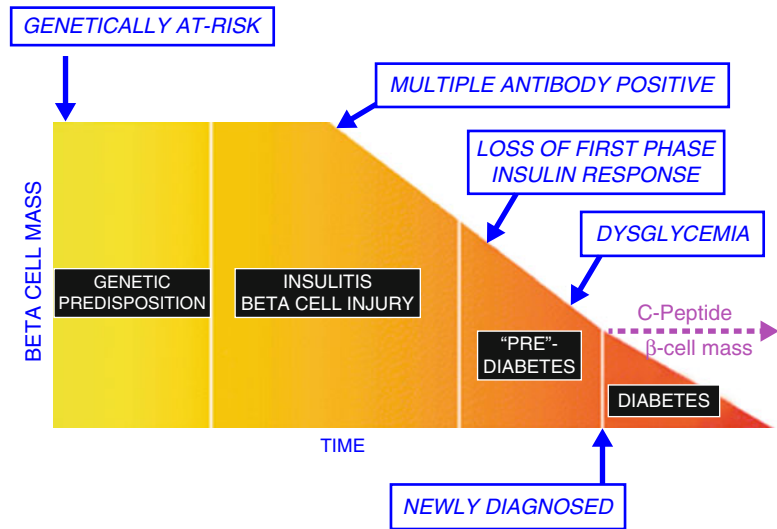 GENETICALLY AT-RISK
MULTIPLE ANTIBODY POSITIVE
LOSS OF FIRST PHASE
INSULIN RESPONSE
DYSGLYCEMIA
BETA CELL MASS
GENETIC
PREDISPOSITION
INSULITIS
BETA CELL INJURY
"PRE"-
DIABETES
C-Peptide
β-cell mass
DIABETES
TIME
NEWLY DIAGNOSED